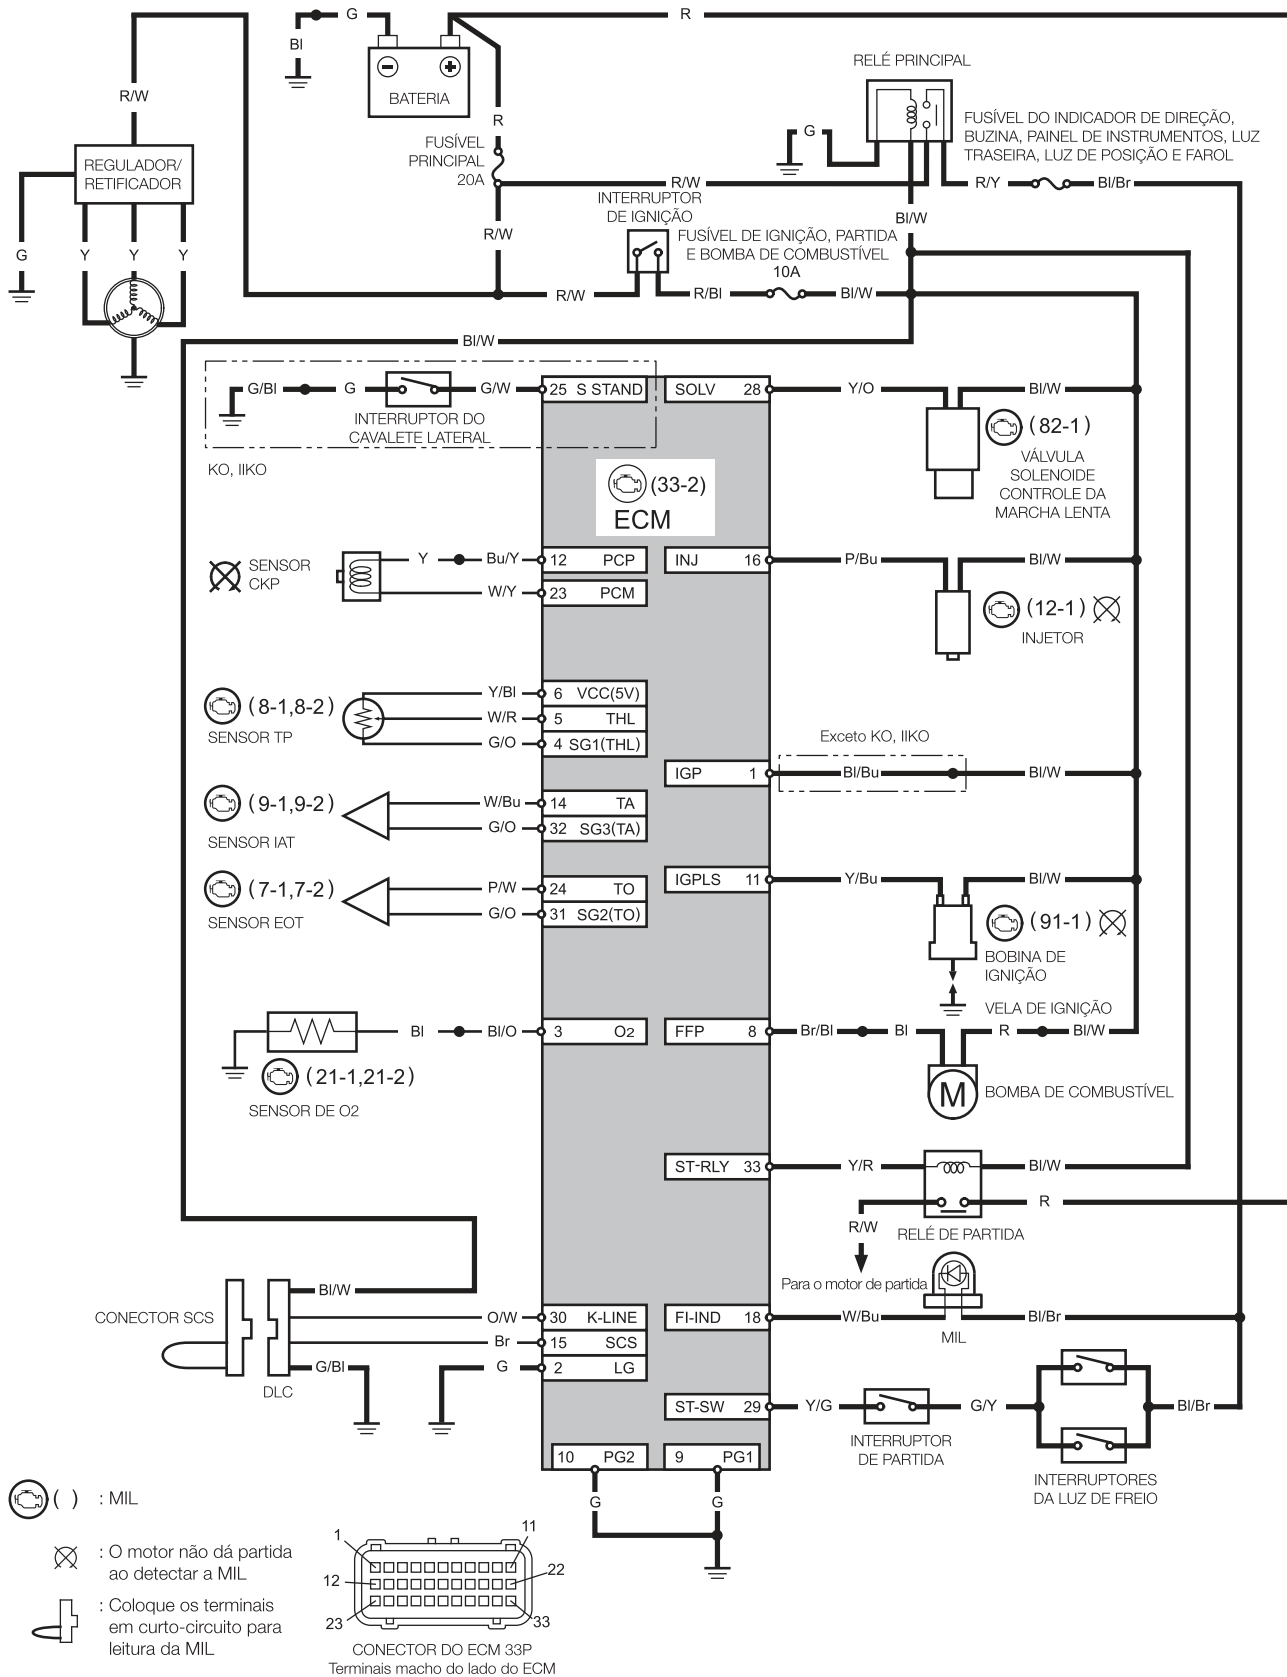 G
R
Bl
BATERIA
R/W
R
RELÉ PRINCIPAL
G
FUSÍVEL DO INDICADOR DE DIREÇÃO,
BUZINA, PAINEL DE INSTRUMENTOS, LUZ
TRASEIRA, LUZ DE POSIÇÃO E FAROL
FUSÍVEL
PRINCIPAL
20A
REGULADOR/
RETIFICADOR
R/W
R/Y
Bl/Br
INTERRUPTOR
DE IGNIÇÃO
Bl/W
R/W
FUSÍVEL DE IGNIÇÃO, PARTIDA
E BOMBA DE COMBUSTÍVEL
10A
G
Y
Y
Y
R/W
R/Bl
Bl/W
Bl/W
G/Bl
G
G/W
25 S STAND
SOLV 28
Y/O
Bl/W
INTERRUPTOR DO
CAVALETE LATERAL
KO, IIKO
(82-1)
VÁLVULA
SOLENOIDE
CONTROLE DA
MARCHA LENTA
(33-2)
ECM
SENSOR
CKP
Y
Bu/Y
12 PCP
INJ 16
P/Bu
Bl/W
W/Y
23 PCM
(12-1)
INJETOR
(8-1,8-2)
SENSOR TP
Y/Bl
6 VCC(5V)
W/R
5 THL
G/O
4 SG1(THL)
Exceto KO, IIKO
IGP 1
Bl/Bu
Bl/W
(9-1,9-2)
SENSOR IAT
W/Bu
14 TA
G/O
32 SG3(TA)
(7-1,7-2)
SENSOR EOT
P/W
24 TO
G/O
31 SG2(TO)
IGPLS 11
Y/Bu
Bl/W
(91-1)
BOBINA DE
IGNIÇÃO
VELA DE IGNIÇÃO
Bl
Bl/O
3 O2
FFP 8
Br/Bl
Bl
R
Bl/W
(21-1,21-2)
SENSOR DE O2
M
BOMBA DE COMBUSTÍVEL
ST-RLY 33
Y/R
Bl/W
R
R/W
RELÉ DE PARTIDA
Para o motor de partida
Bl/W
CONECTOR SCS
O/W
30 K-LINE
FI-IND 18
W/Bu
MIL
Bl/Br
Br
15 SCS
G/Bl
G
2 LG
DLC
ST-SW 29
Y/G
G/Y
Bl/Br
INTERRUPTOR
DE PARTIDA
INTERRUPTORES
DA LUZ DE FREIO
10 PG2
9 PG1
G
G
( ) : MIL
: O motor não dá partida
ao detectar a MIL
: Coloque os terminais
em curto-circuito para
leitura da MIL
1
11
12
22
23
33
CONECTOR DO ECM 33P
Terminais macho do lado do ECM